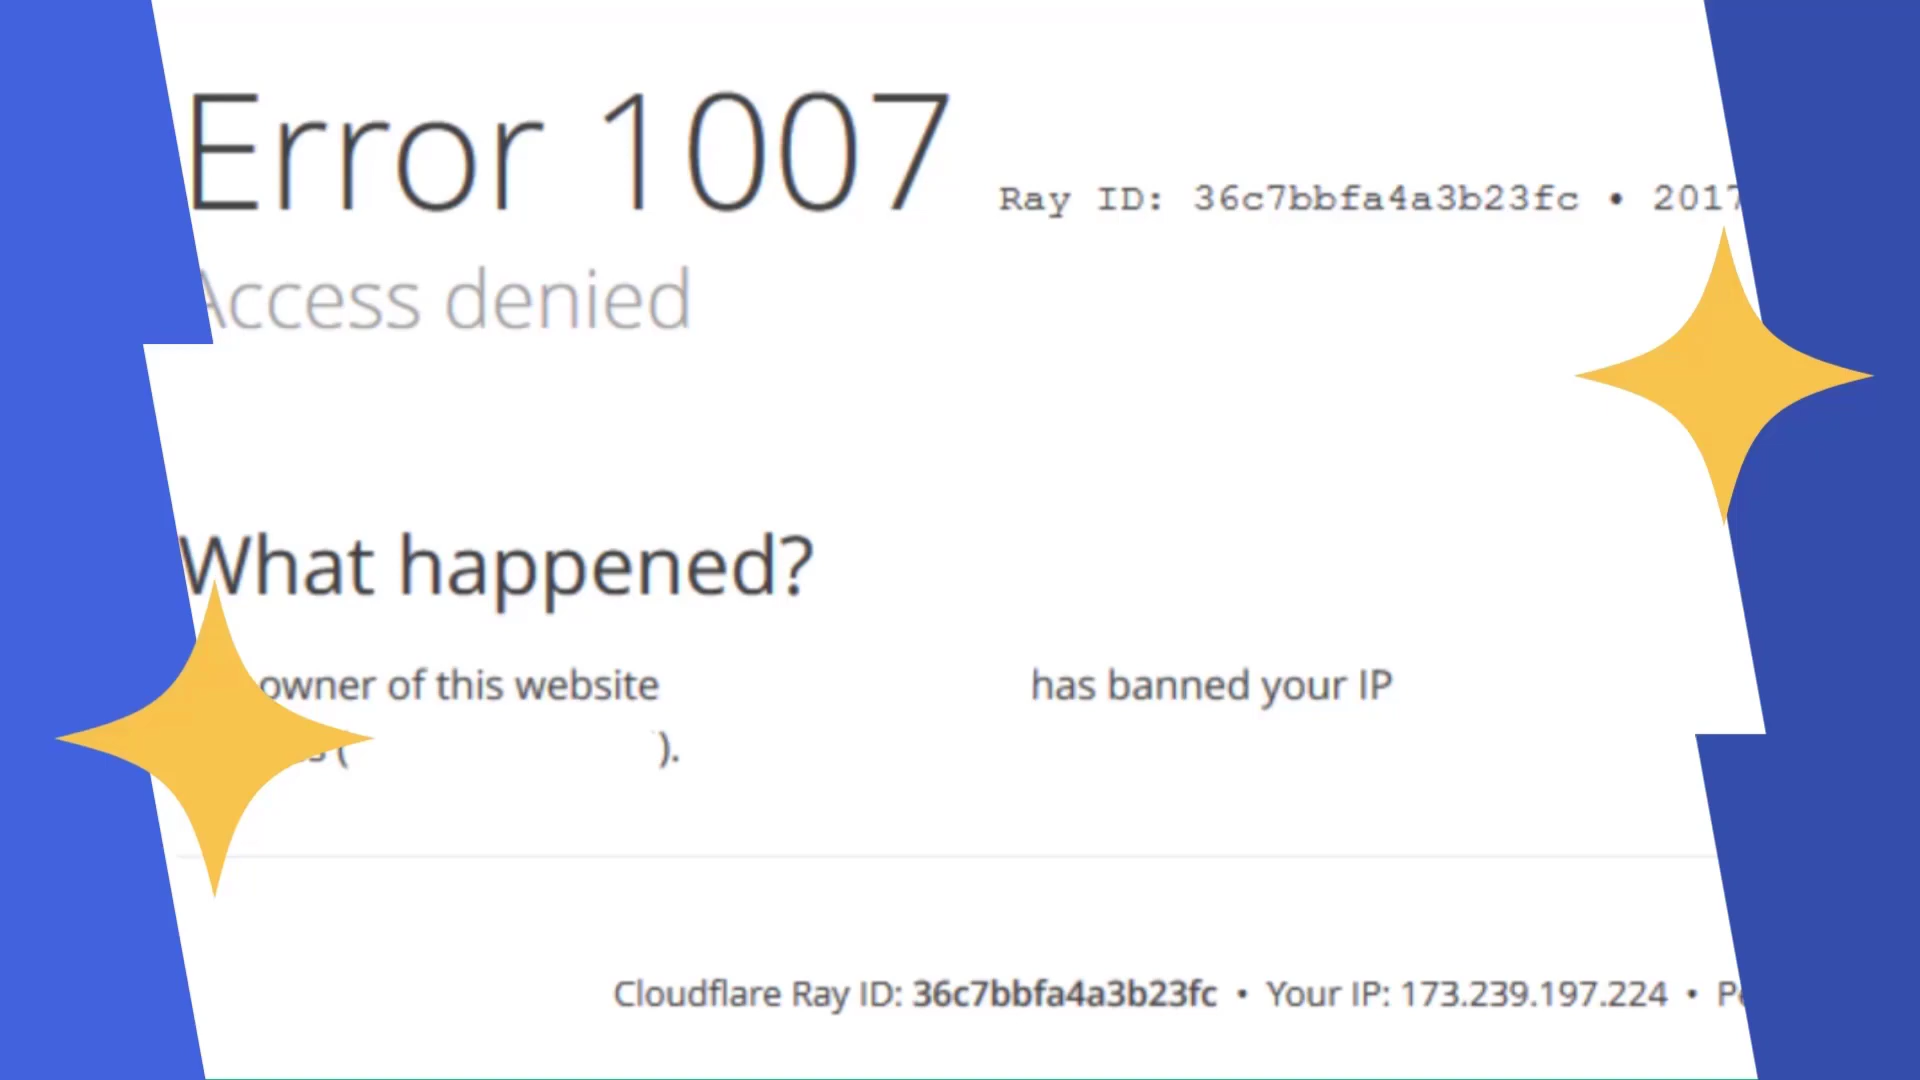 Error 1007
Ray ID: 36c7bbfa4a3b23fc • 2017
Access denied
What happened?
owner of this website has banned your IP
( ).
Cloudflare Ray ID: 36c7bbfa4a3b23fc • Your IP: 173.239.197.224 •